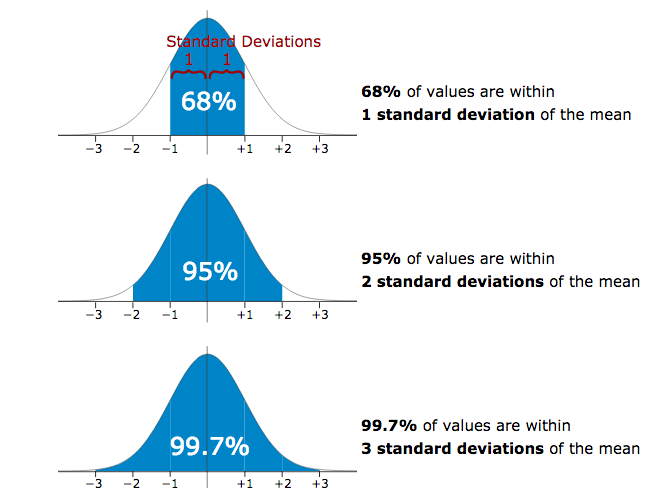 Standard Deviations
1 1
68%
68% of values are within
1 standard deviation of the mean
−3 −2 −1 +1 +2 +3
95%
95% of values are within
2 standard deviations of the mean
−3 −2 −1 +1 +2 +3
99.7%
99.7% of values are within
3 standard deviations of the mean
−3 −2 −1 +1 +2 +3